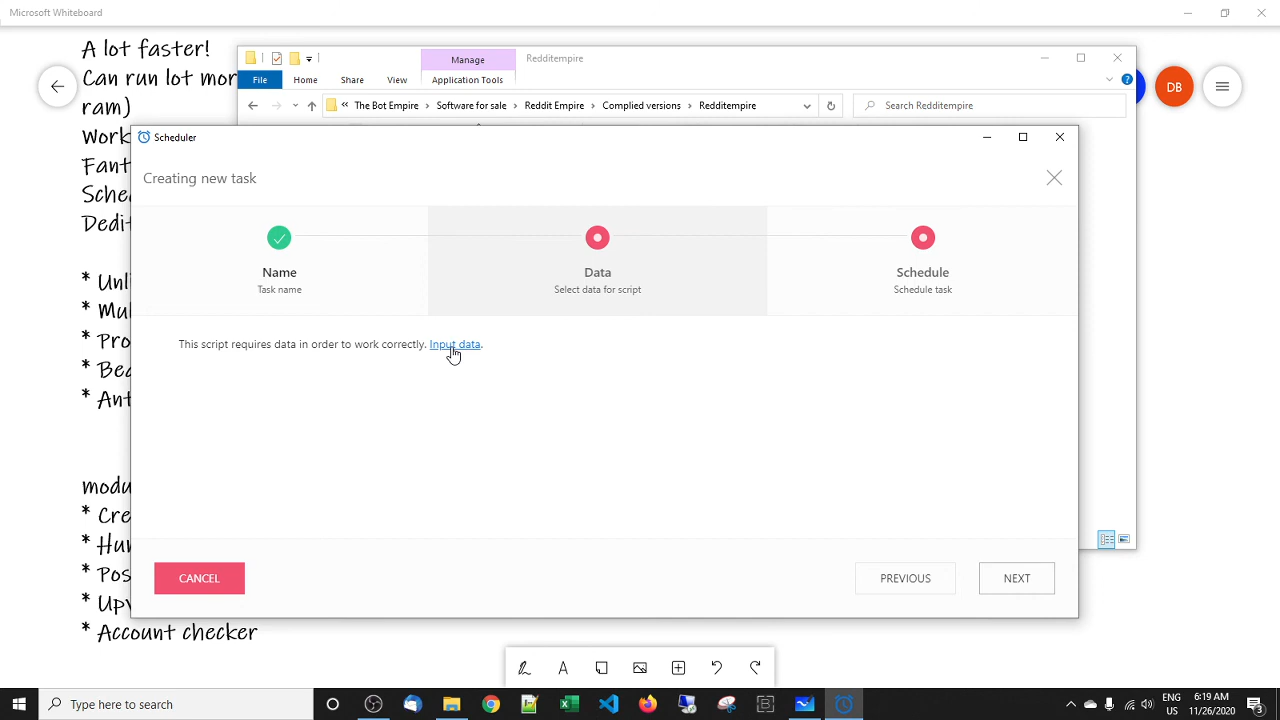 Microsoft Whiteboard
A lot faster!
Can run lot mor
ram)
Work
Fant
Sche
Dedi
* Unli
* Mul
* Pro
* Bea
* Ant
modu
* Cre
* Hum
* Pos
* Upv
* Account checker
Manage
Redditempire
File
Home
Share
View
Application Tools
The Bot Empire
Software for sale
Reddit Empire
Complied versions
Redditempire
Search Redditempire
DB
Scheduler
Creating new task
Name
Task name
Data
Select data for script
Schedule
Schedule task
This script requires data in order to work correctly. Input data.
CANCEL
PREVIOUS
NEXT
Type here to search
ENG
6:19 AM
11/26/2020
3